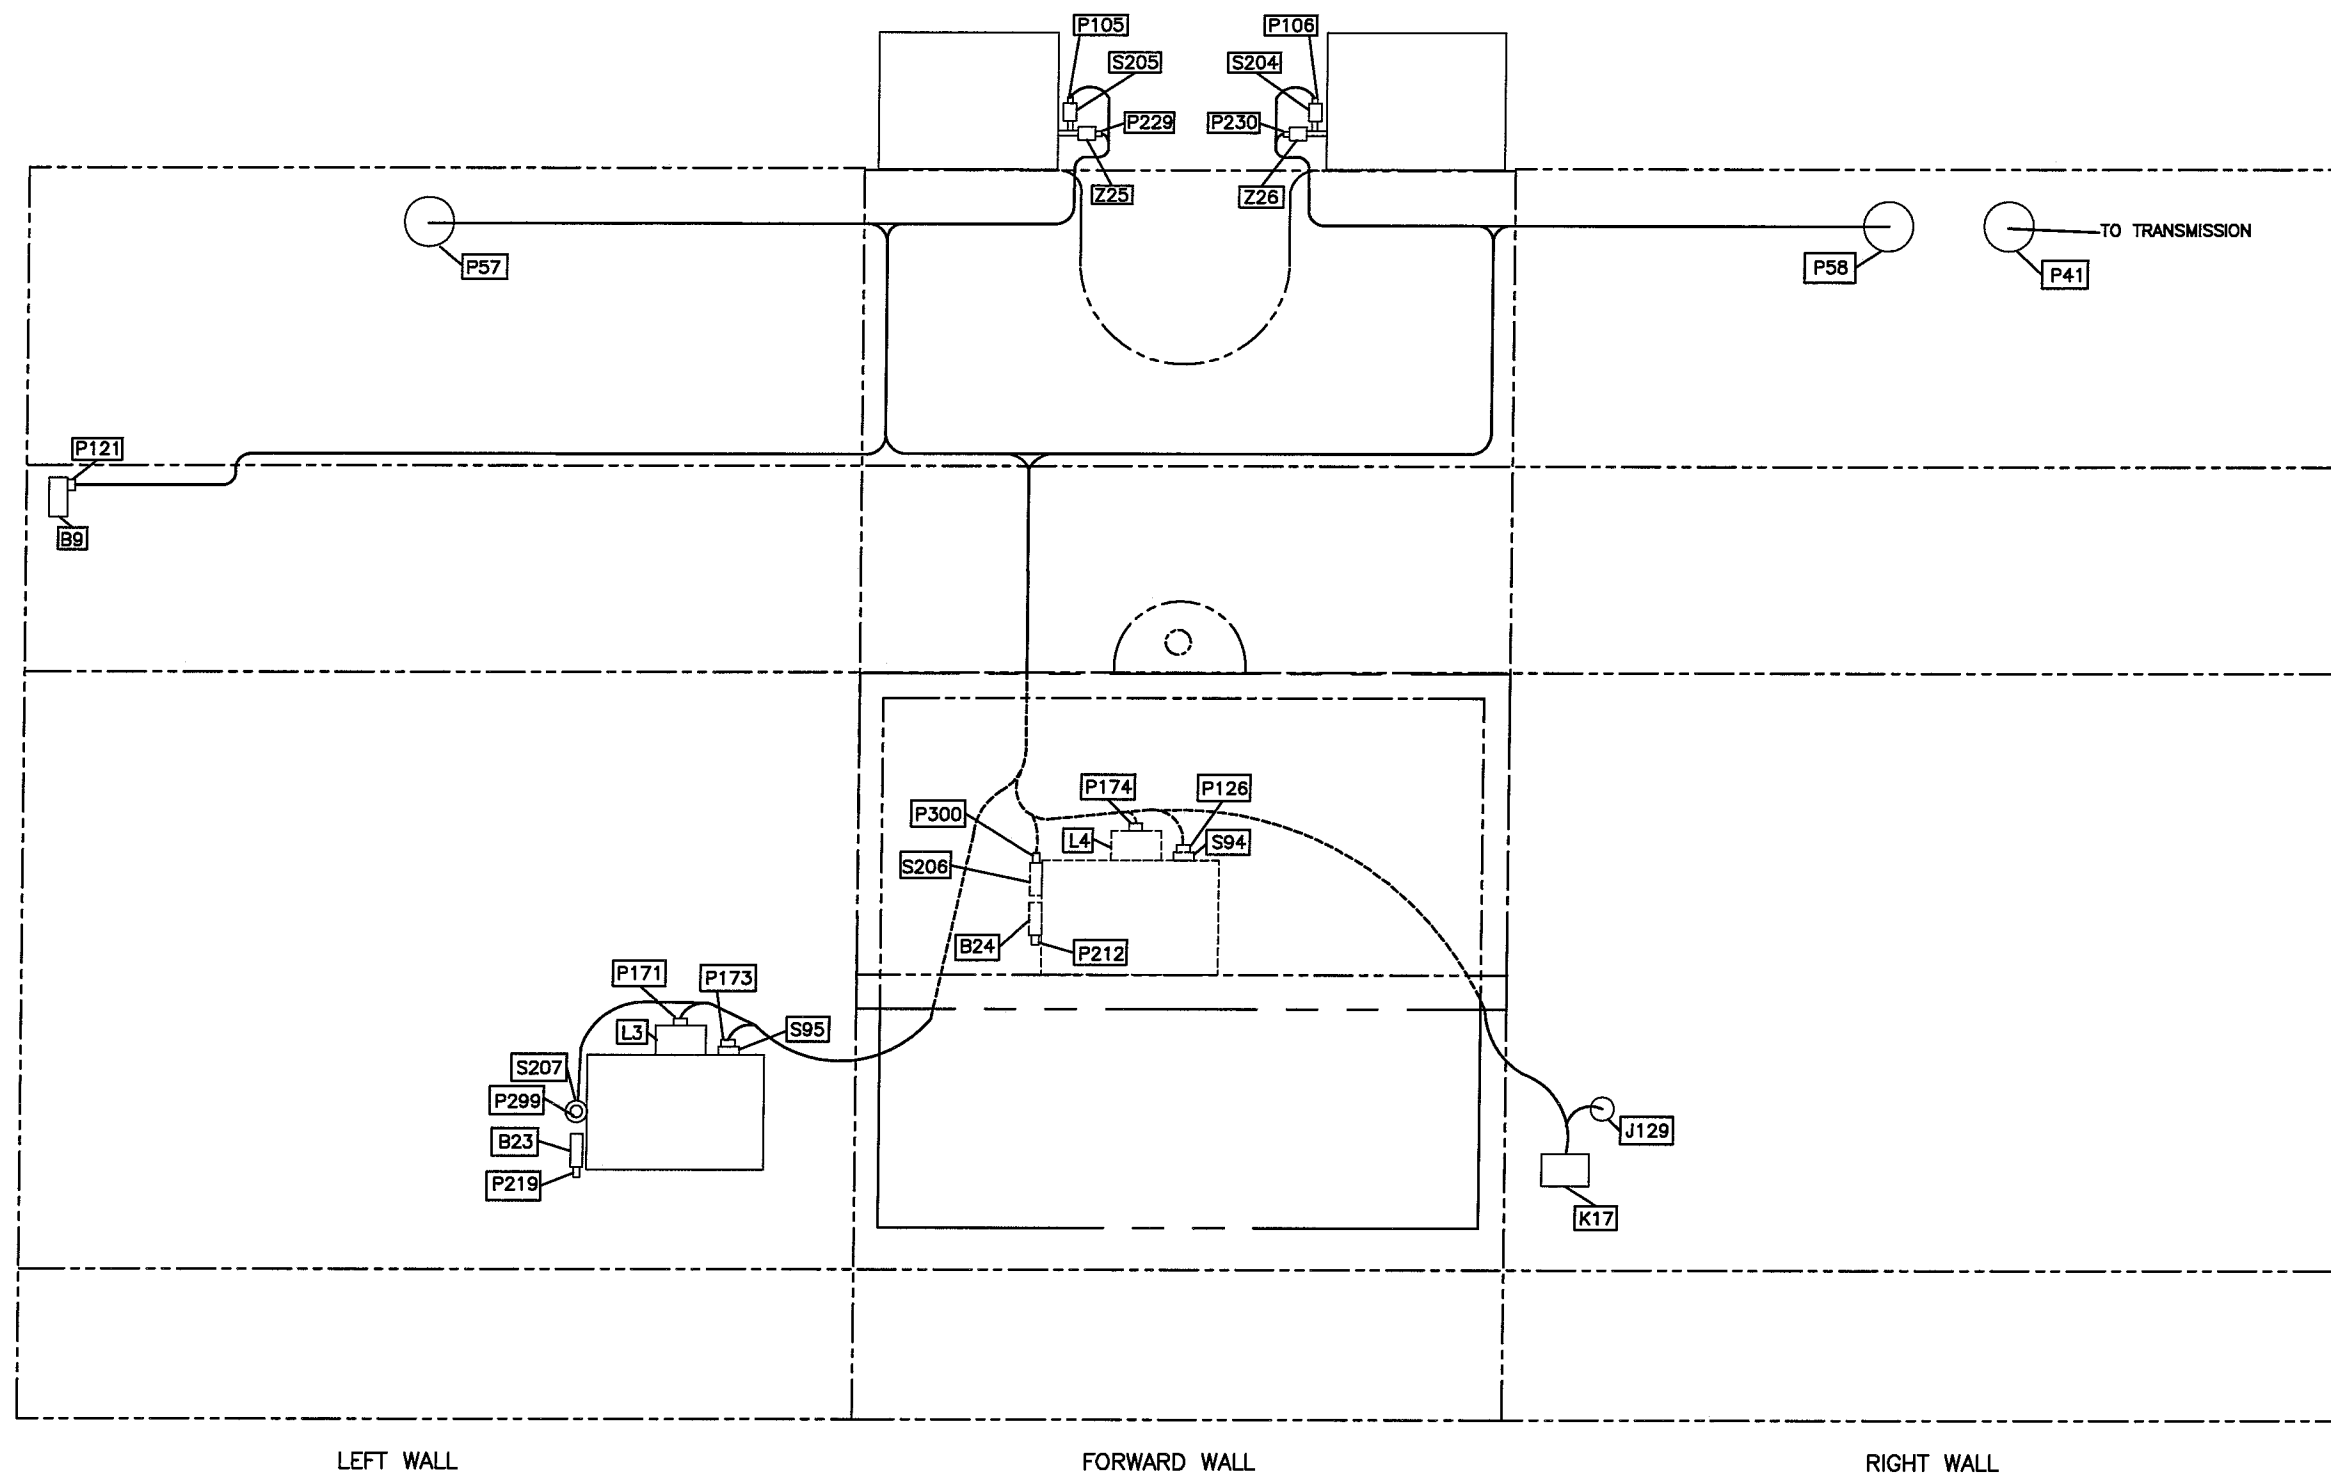 P105
P106
S205
S204
P229
P230
Z25
Z26
TO TRANSMISSION
P57
P58
P41
P121
B9
P174
P126
P300
L4
S94
S206
B24
P212
P171
P173
L3
S95
S207
P299
B23
P219
J129
K17
LEFT WALL
FORWARD WALL
RIGHT WALL